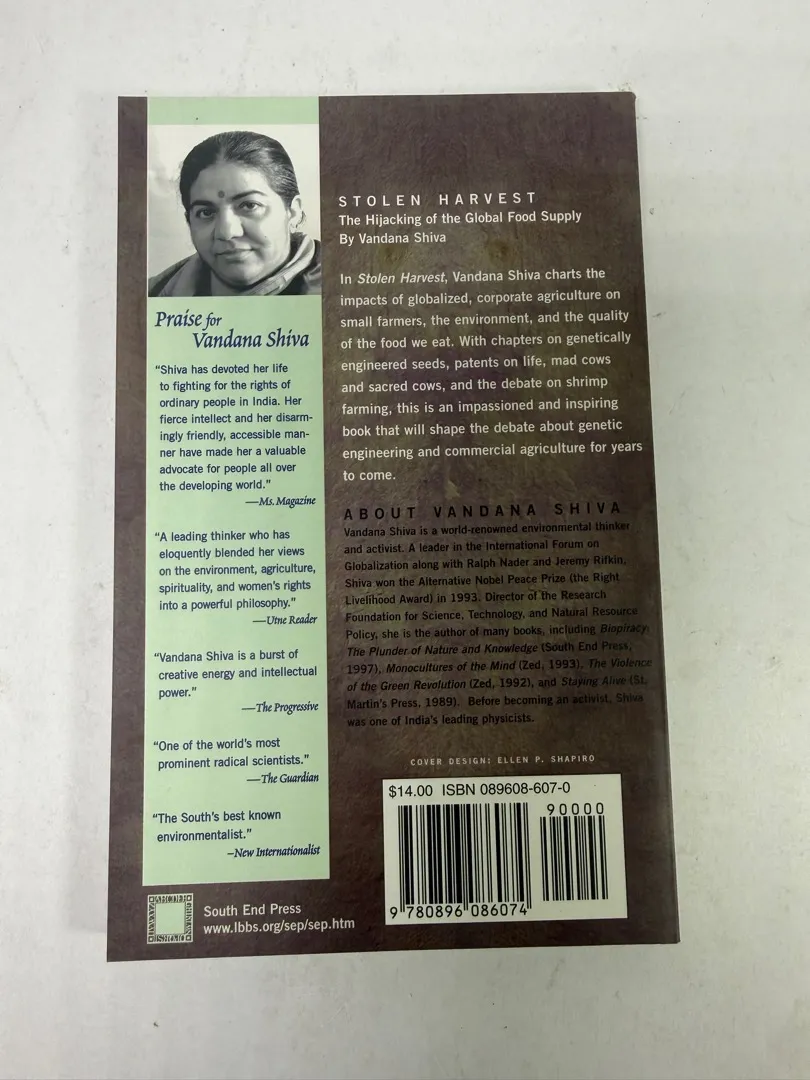 Praise for
Vandana Shiva
“Shiva has devoted her life
to fighting for the rights of
ordinary people in India. Her
fierce intellect and her disarm-
ingly friendly, accessible man-
ner have made her a valuable
advocate for people all over
the developing world.”
—Ms. Magazine
“A leading thinker who has
eloquently blended her views
on the environment, agriculture,
spirituality, and women’s rights
into a powerful philosophy.”
—Utne Reader
“Vandana Shiva is a burst of
creative energy and intellectual
power.”
—The Progressive
“One of the world’s most
prominent radical scientists.”
—The Guardian
“The South’s best known
environmentalist.”
–New Internationalist
South End Press
www.lbbs.org/sep/sep.htm
STOLEN HARVEST
The Hijacking of the Global Food Supply
By Vandana Shiva
In Stolen Harvest, Vandana Shiva charts the
impacts of globalized, corporate agriculture on
small farmers, the environment, and the quality
of the food we eat. With chapters on genetically
engineered seeds, patents on life, mad cows
and sacred cows, and the debate on shrimp
farming, this is an impassioned and inspiring
book that will shape the debate about genetic
engineering and commercial agriculture for years
to come.
ABOUT VANDANA SHIVA
Vandana Shiva is a world-renowned environmental thinker
and activist. A leader in the International Forum on
Globalization along with Ralph Nader and Jeremy Rifkin,
Shiva won the Alternative Nobel Peace Prize (the Right
Livelihood Award) in 1993. Director of the Research
Foundation for Science, Technology, and Natural Resource
Policy, she is the author of many books, including Biopiracy:
The Plunder of Nature and Knowledge (South End Press,
1997), Monocultures of the Mind (Zed, 1993), The Violence
of the Green Revolution (Zed, 1992), and Staying Alive (St.
Martin’s Press, 1989). Before becoming an activist, Shiva
was one of India’s leading physicists.
COVER DESIGN: ELLEN P. SHAPIRO
$14.00 ISBN 089608-607-0
90000
9 780896 086074